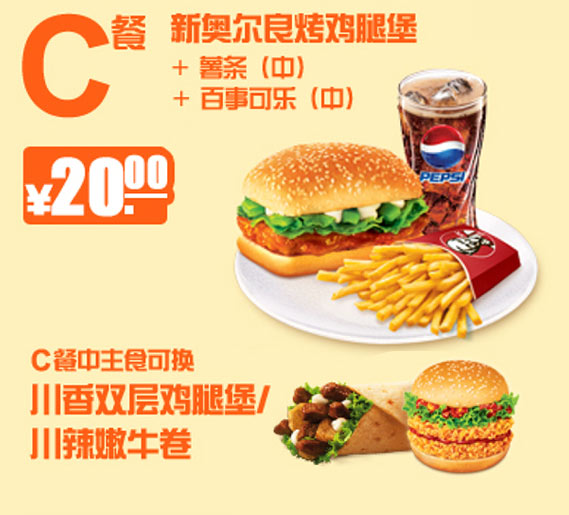 C餐
新奥尔良烤鸡腿堡
+ 薯条（中）
+ 百事可乐（中）
¥20.00
PEPSI
KFC
C餐中主食可换
川香双层鸡腿堡/
川辣嫩牛卷